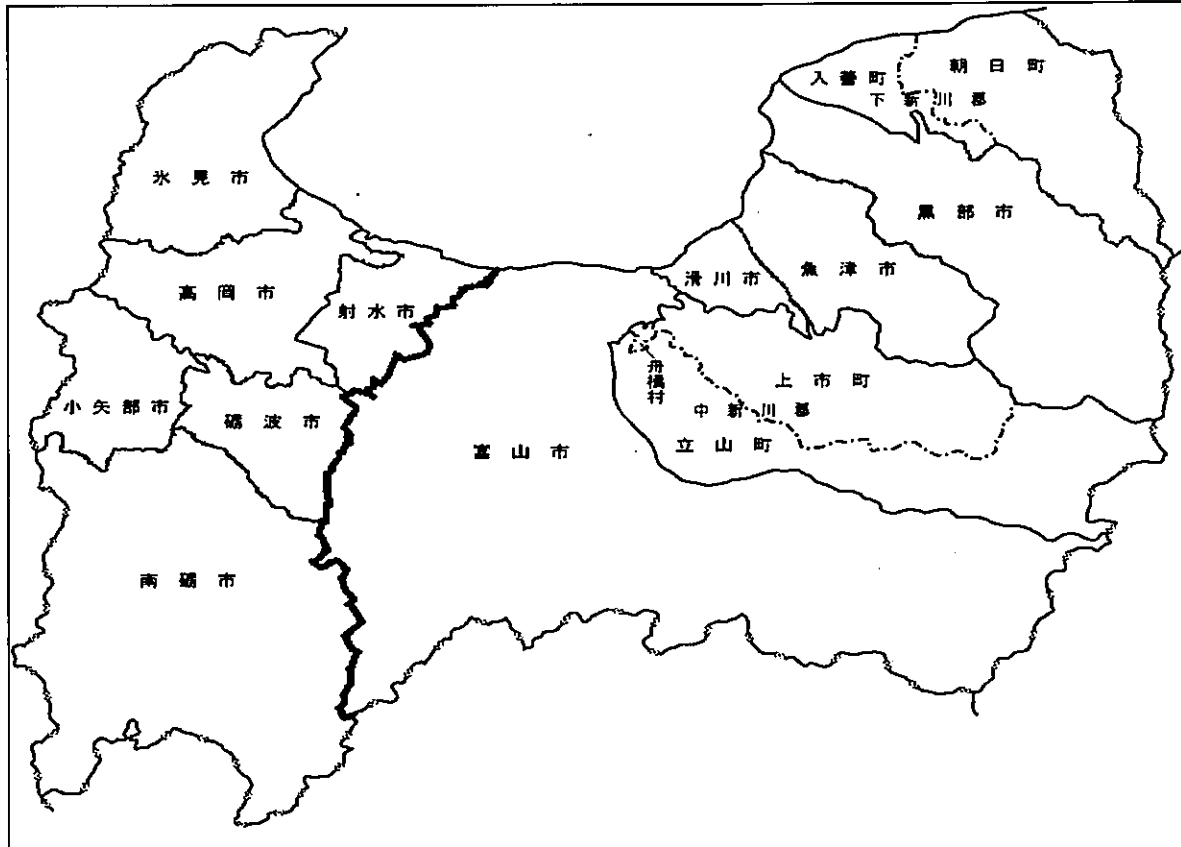 朝日町
入善町
下新川郡
氷見市
黒部市
魚津市
滑川市
高岡市
射水市
舟橋村
上市町
小矢部市
砺波市
中新川郡
富山市
立山町
南砺市